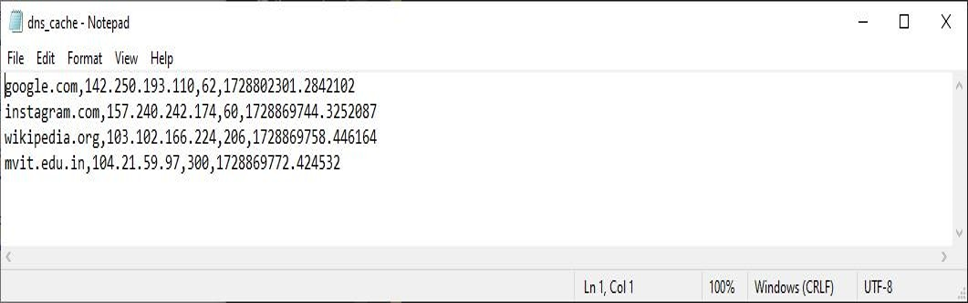 dns_cache - Notepad
File Edit Format View Help
google.com,142.250.193.110,62,1728802301.2842102
instagram.com,157.240.242.174,60,1728869744.3252087
wikipedia.org,103.102.166.224,206,1728869758.446164
mvit.edu.in,104.21.59.97,300,1728869772.424532
Ln 1, Col 1 100% Windows (CRLF) UTF-8